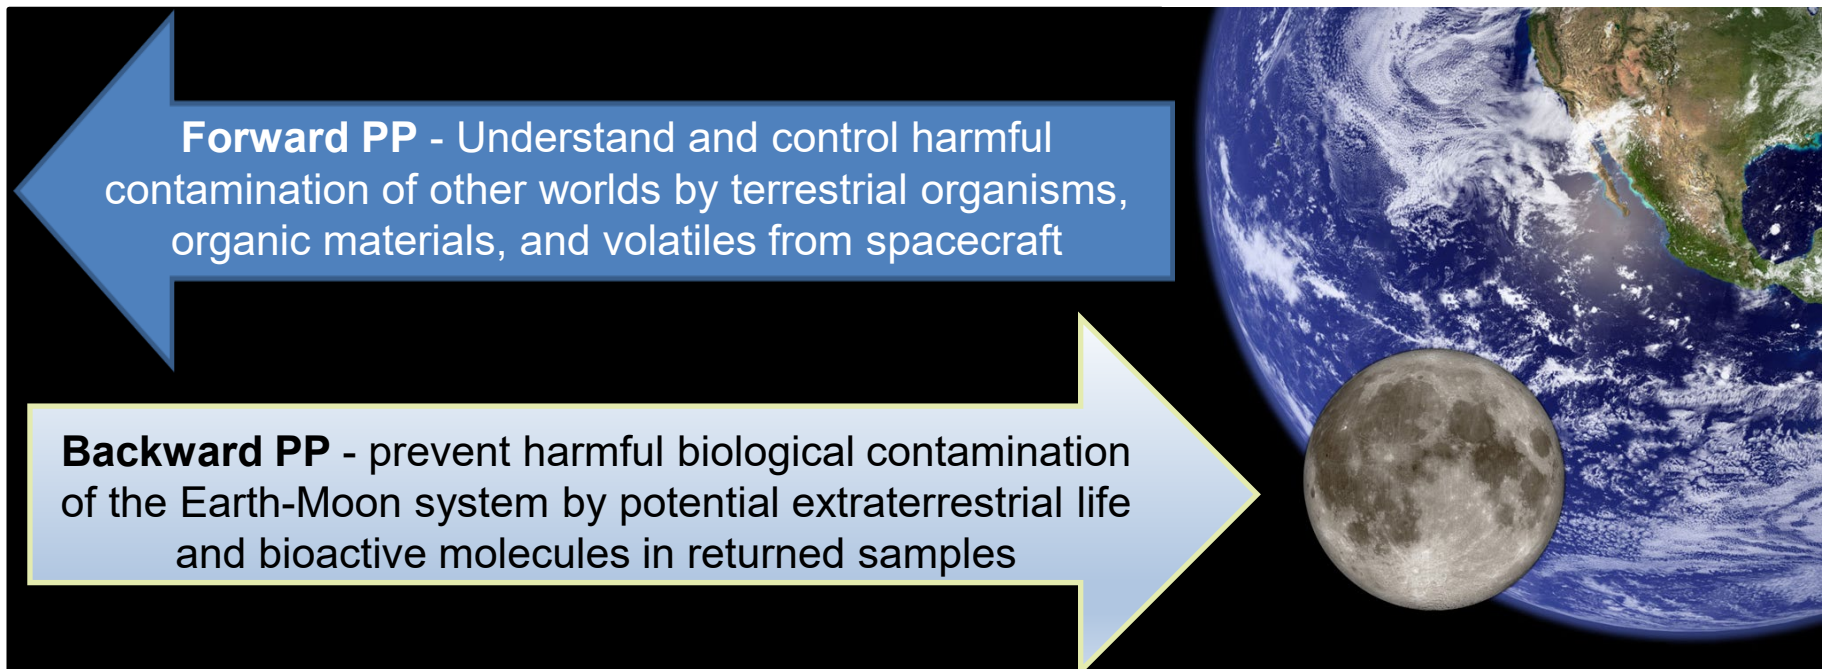 Forward PP - Understand and control harmful
contamination of other worlds by terrestrial organisms,
organic materials, and volatiles from spacecraft
Backward PP - prevent harmful biological contamination
of the Earth-Moon system by potential extraterrestrial life
and bioactive molecules in returned samples